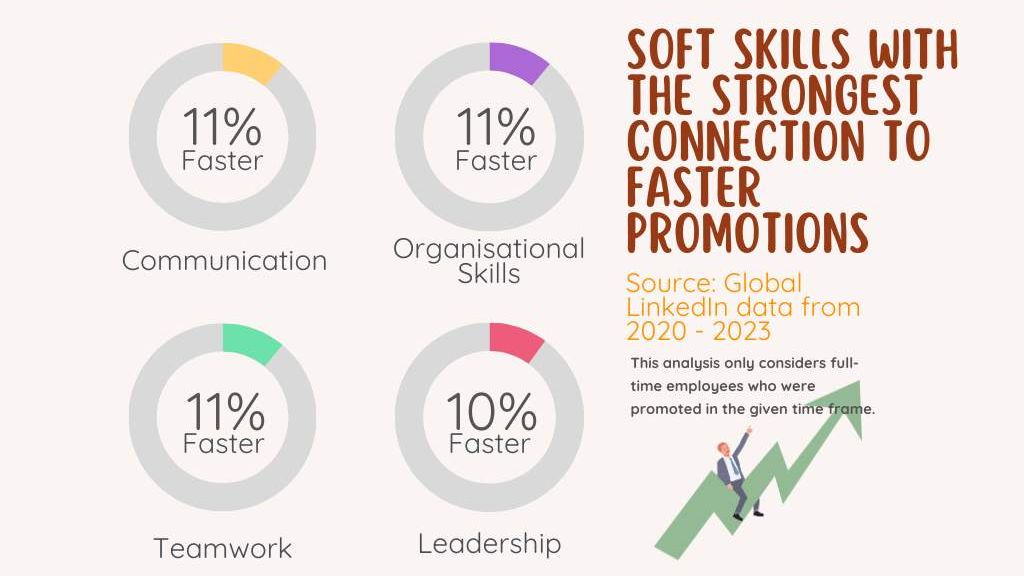 SOFT SKILLS WITH
THE STRONGEST
CONNECTION TO
FASTER
PROMOTIONS
Source: Global
LinkedIn data from
2020 - 2023
This analysis only considers full-
time employees who were
promoted in the given time frame.
11%
Faster
Communication
11%
Faster
Organisational
Skills
11%
Faster
Teamwork
10%
Faster
Leadership